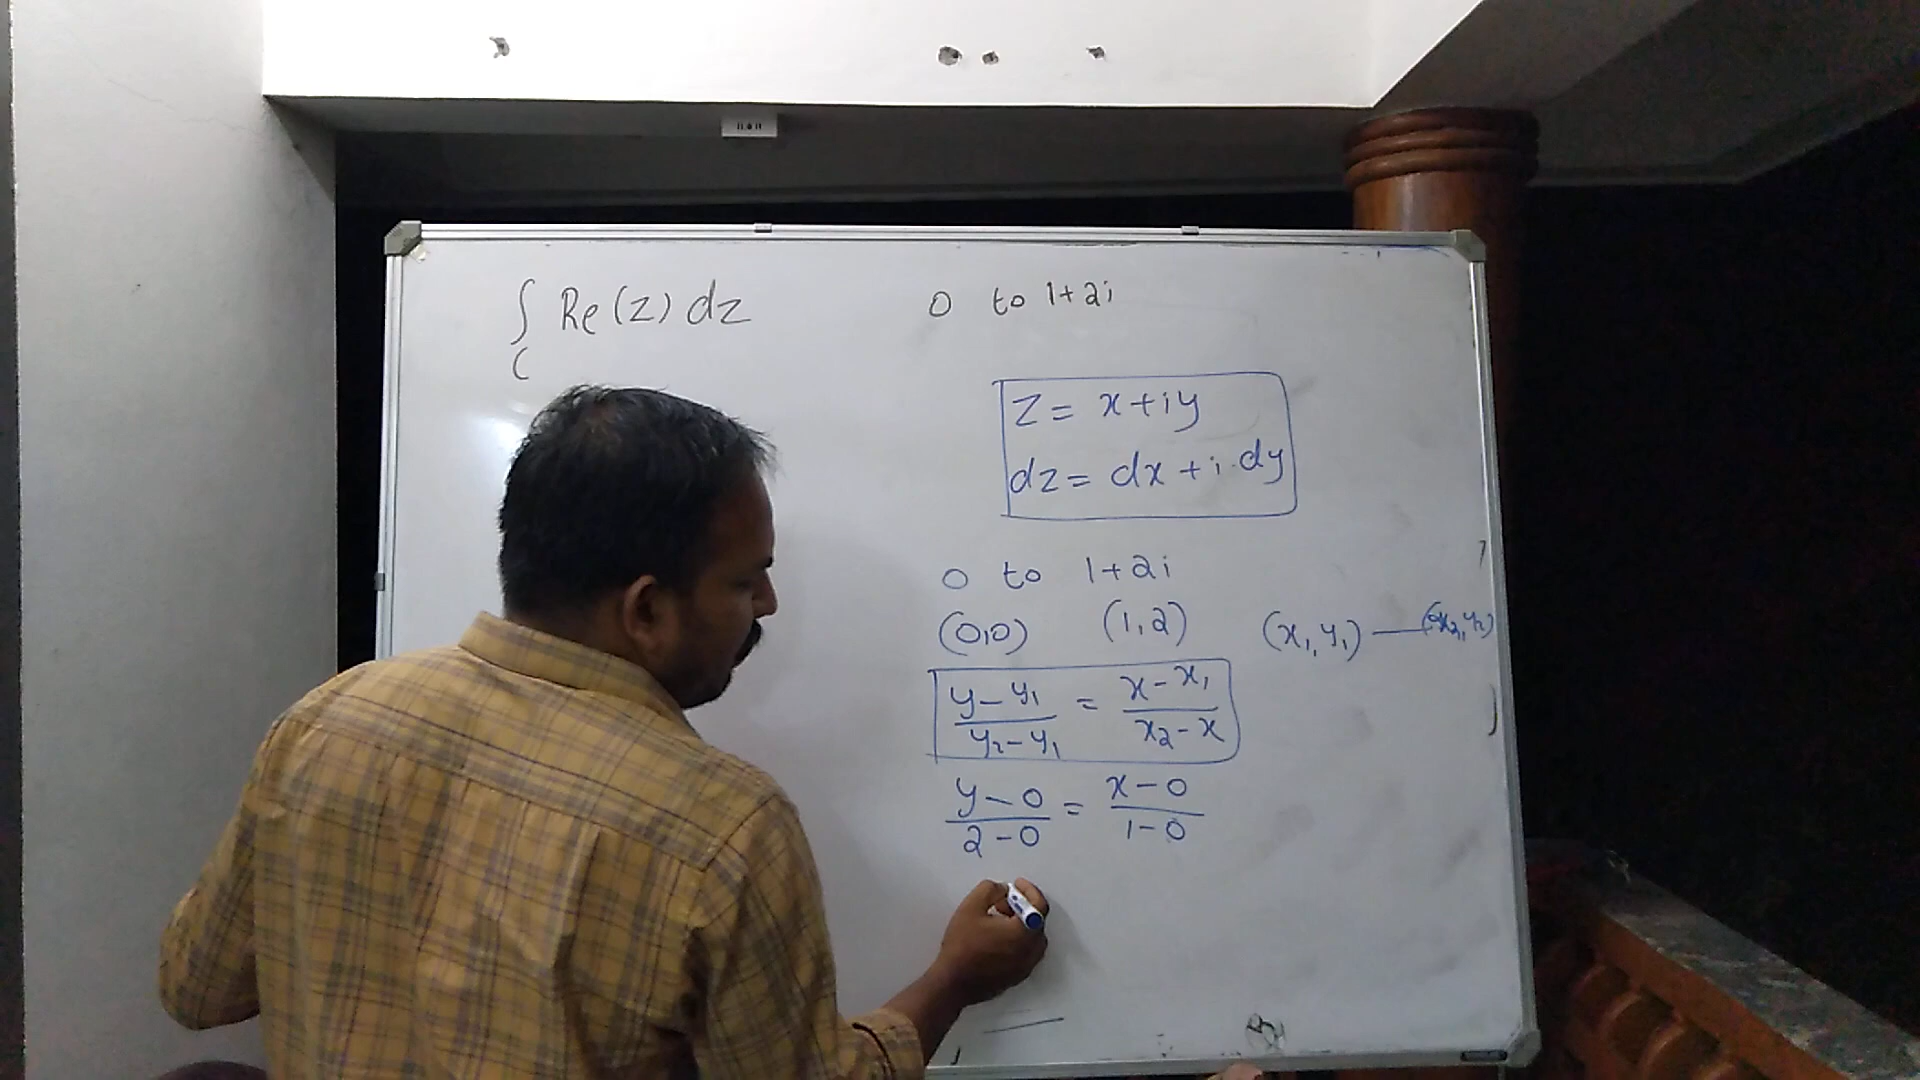 ∫ Re(z) dz 0 to 1+2i
C
z = x+iy
dz = dx + i·dy
0 to 1+2i
(0,0) (1,2) (x₁, y₁) — (x₂, y₂)
(y−y₁)/(y₂−y₁) = (x−x₁)/(x₂−x)
(y−0)/(2−0) = (x−0)/(1−0)